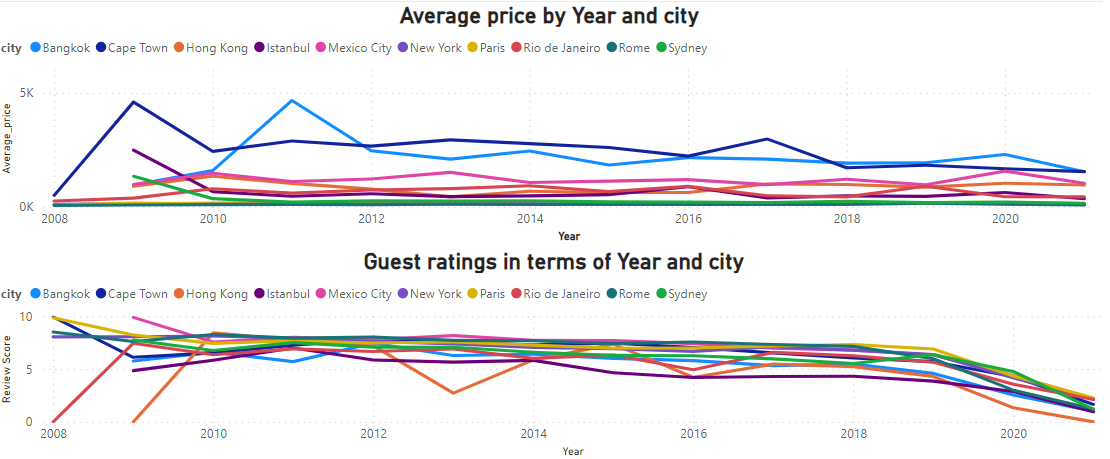 Average price by Year and city
city Bangkok Cape Town Hong Kong Istanbul Mexico City New York Paris Rio de Janeiro Rome Sydney
5K
Average_price
0K
2008 2010 2012 2014 2016 2018 2020
Year
Guest ratings in terms of Year and city
city Bangkok Cape Town Hong Kong Istanbul Mexico City New York Paris Rio de Janeiro Rome Sydney
10
Review Score
5
0
2008 2010 2012 2014 2016 2018 2020
Year